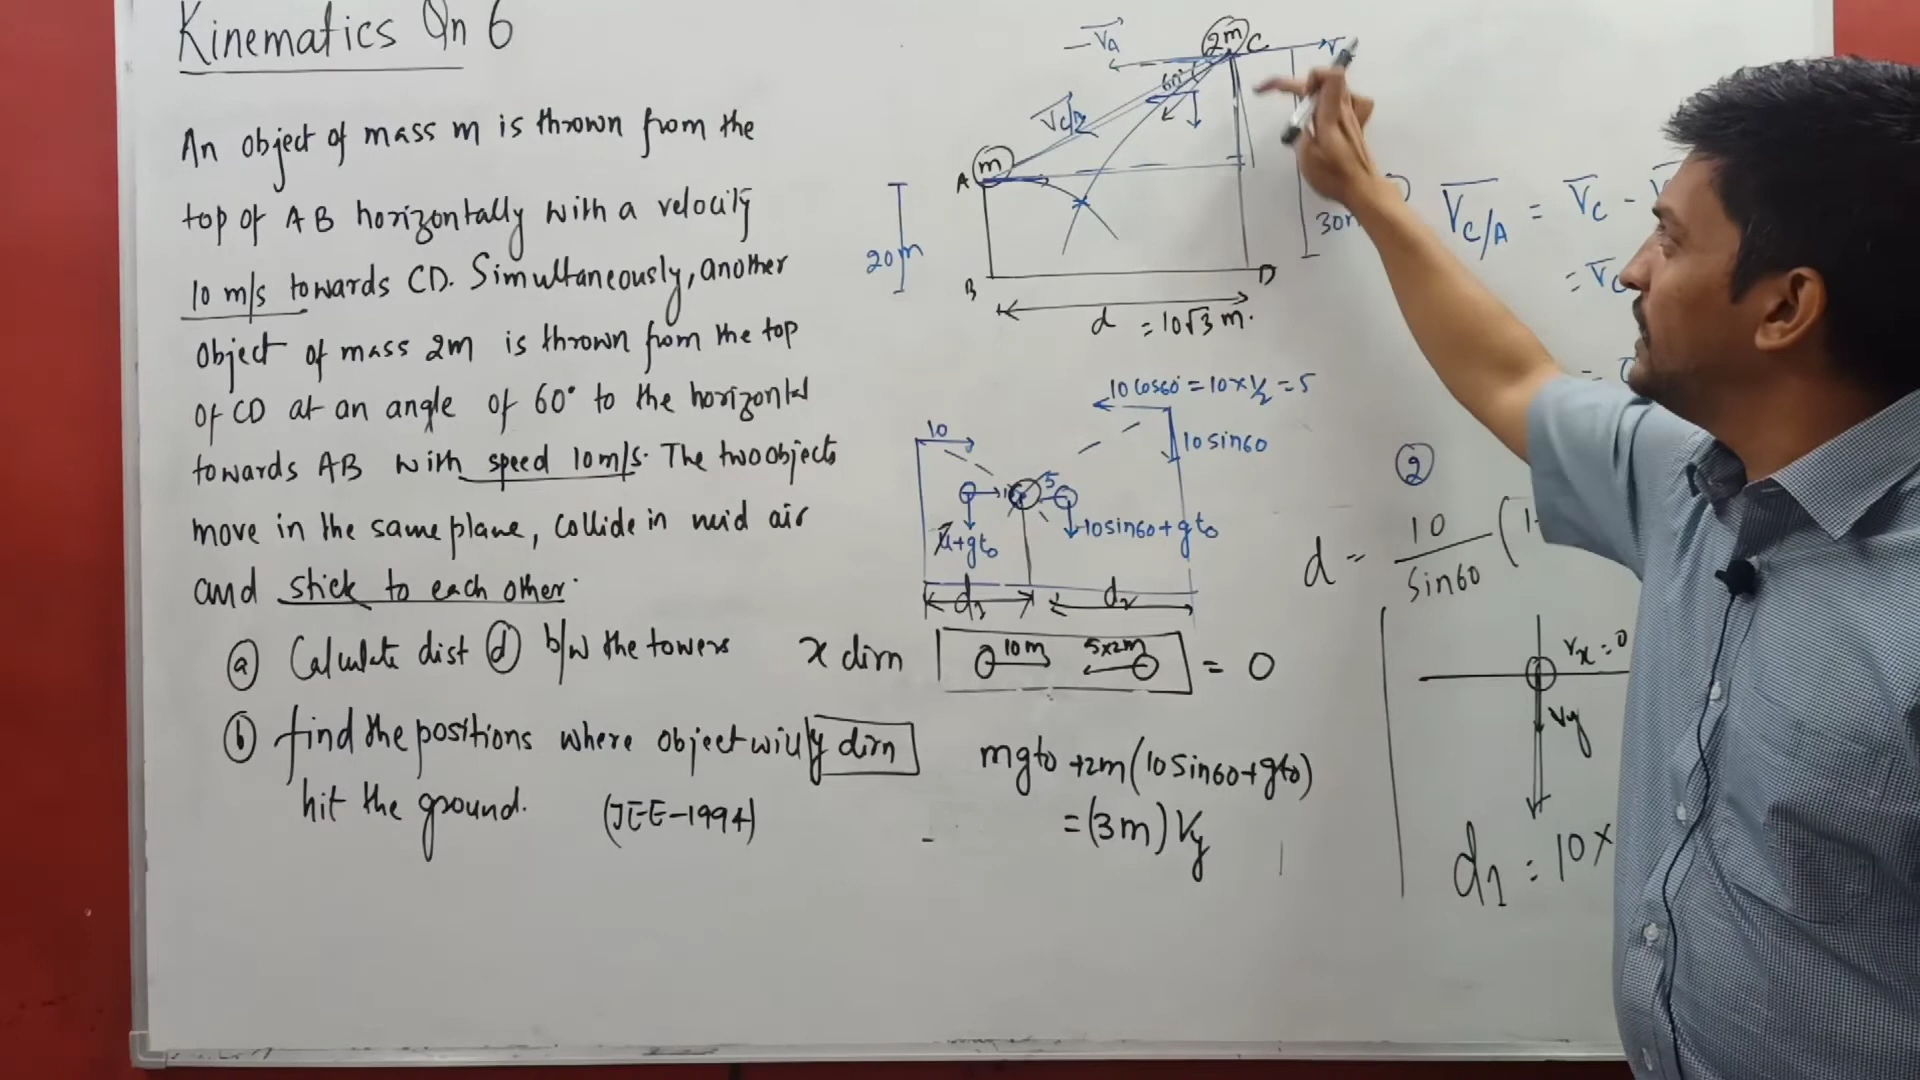 Kinematics Qn 6
An object of mass m is thrown from the
top of AB horizontally with a velocity
10 m/s towards CD. Simultaneously, another
object of mass 2m is thrown from the top
of CD at an angle of 60° to the horizontal
towards AB with speed 10m/s. The two objects
move in the same plane, collide in mid air
and stick to each other.
(a) Calculate dist (d) b/w the towers
(b) find the positions where object will
hit the ground. (JEE-1994)
-VA
2m C
60°
m
A
20m
B
D
d = 10√3 m.
10 cos60° = 10 x 1/2 = 5
10 sin60
10
5
+gt₀
10sin60+gt₀
d₁
d₂
x dirn 10m 5x2m = 0
y dirn mgt₀ + 2m(10sin60+gt₀)
= (3m) Vy
VC/A = VC -
②
d = 10/sin60 (1
Vx = 0
Vy
d₁ = 10x